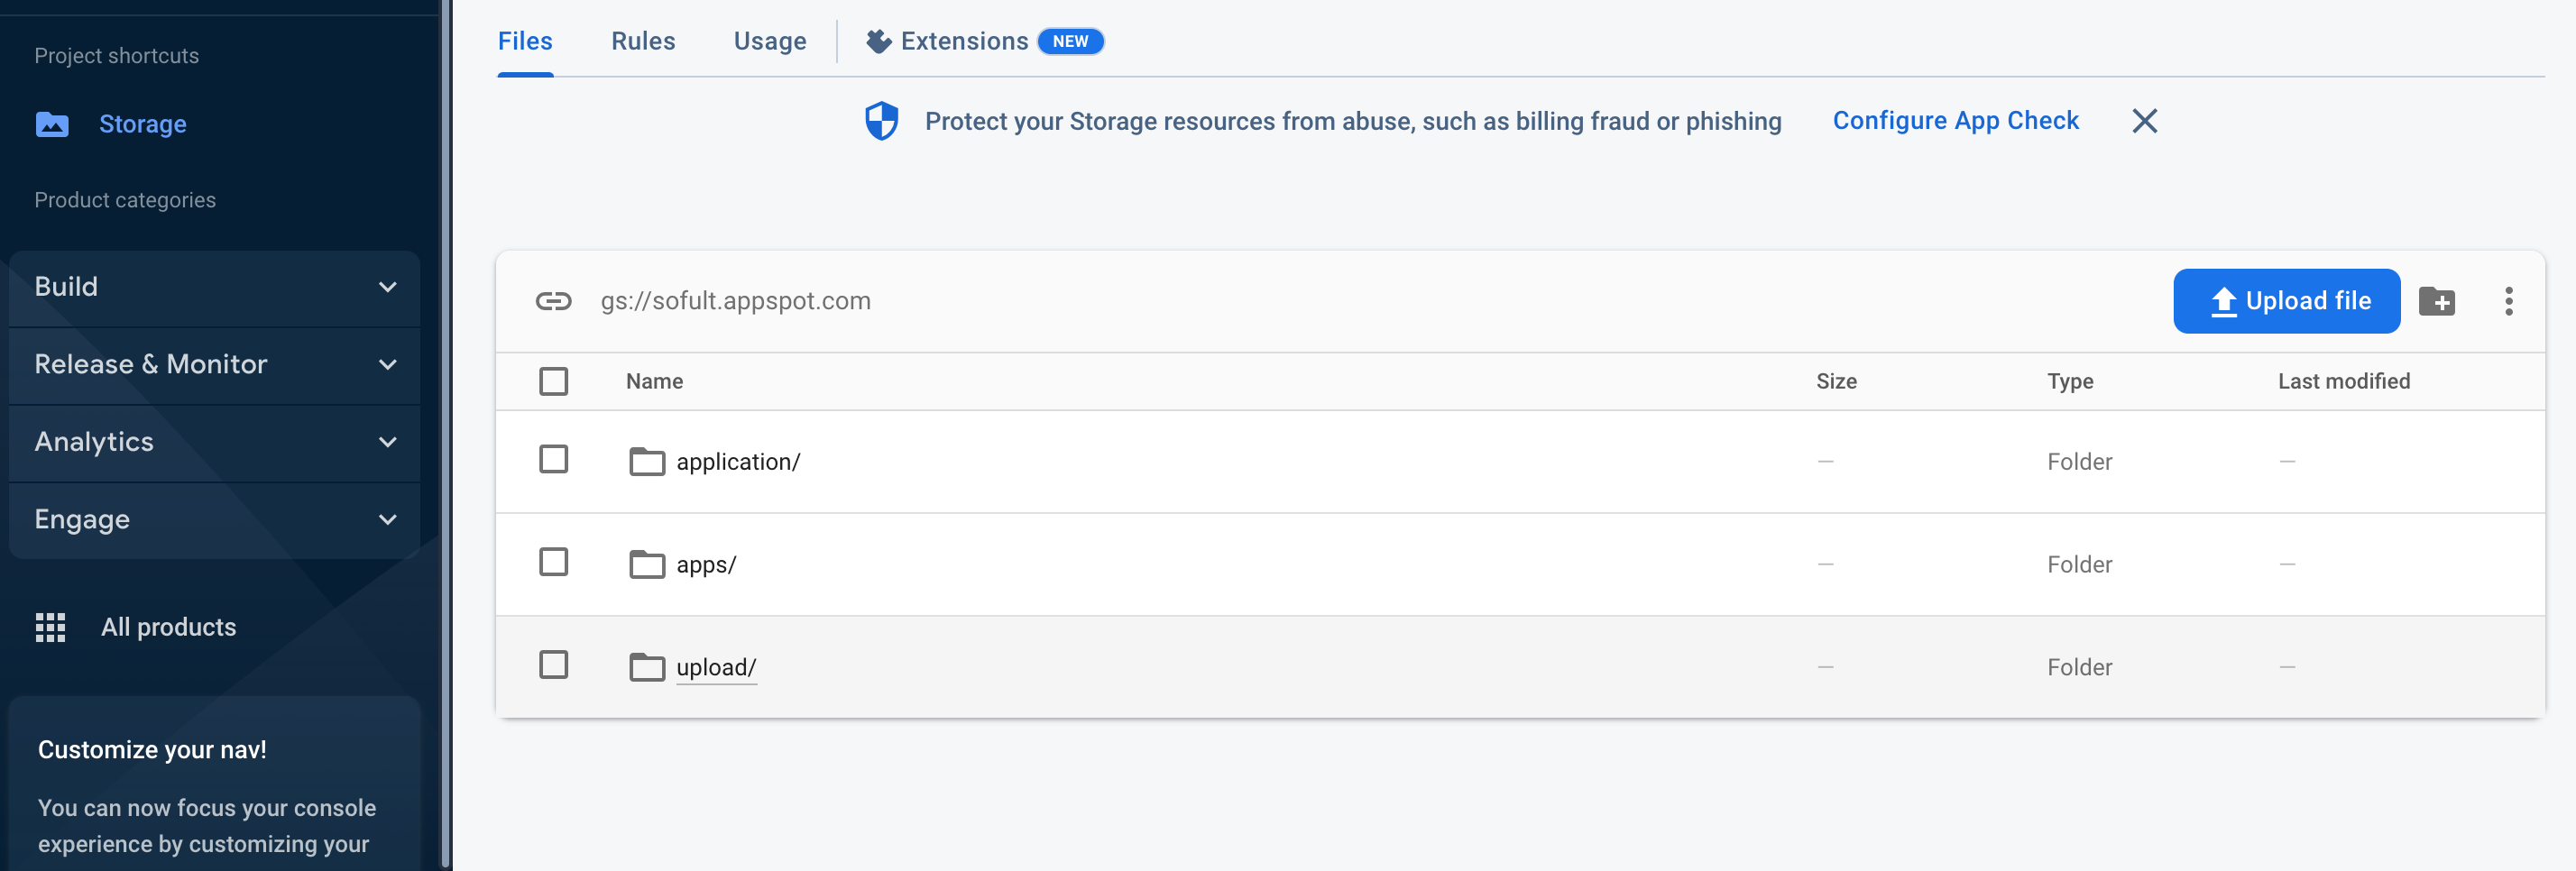 Project shortcuts
Storage
Product categories
Build
Release & Monitor
Analytics
Engage
All products
Customize your nav!
You can now focus your console
experience by customizing your
Files Rules Usage Extensions NEW
Protect your Storage resources from abuse, such as billing fraud or phishing Configure App Check
gs://sofult.appspot.com Upload file
Name Size Type Last modified
application/ — Folder —
apps/ — Folder —
upload/ — Folder —